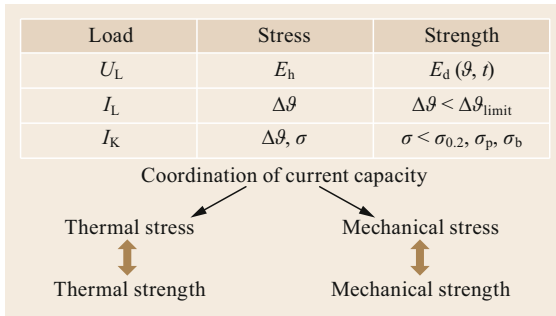 Load Stress Strength
U_L E_h E_d (ϑ, t)
I_L Δϑ Δϑ < Δϑ_limit
I_K Δϑ, σ σ < σ_0.2, σ_p, σ_b
Coordination of current capacity
Thermal stress Mechanical stress
Thermal strength Mechanical strength